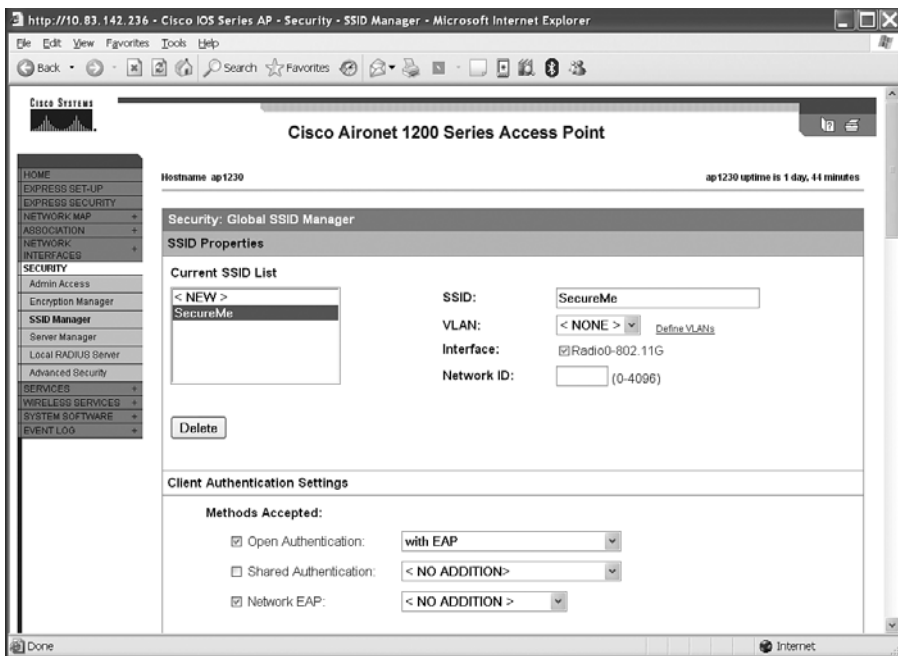 http://10.83.142.236 - Cisco IOS Series AP - Security - SSID Manager - Microsoft Internet Explorer
File Edit View Favorites Tools Help
Back Search Favorites
CISCO SYSTEMS
Cisco Aironet 1200 Series Access Point
HOME
EXPRESS SET-UP
EXPRESS SECURITY
NETWORK MAP +
ASSOCIATION +
NETWORK INTERFACES +
SECURITY
Admin Access
Encryption Manager
SSID Manager
Server Manager
Local RADIUS Server
Advanced Security
SERVICES +
WIRELESS SERVICES +
SYSTEM SOFTWARE +
EVENT LOG +
Hostname ap1230
ap1230 uptime is 1 day, 44 minutes
Security: Global SSID Manager
SSID Properties
Current SSID List
< NEW >
SecureMe
Delete
SSID: SecureMe
VLAN: < NONE > Define VLANs
Interface: Radio0-802.11G
Network ID: (0-4096)
Client Authentication Settings
Methods Accepted:
Open Authentication: with EAP
Shared Authentication: < NO ADDITION>
Network EAP: < NO ADDITION >
Done
Internet